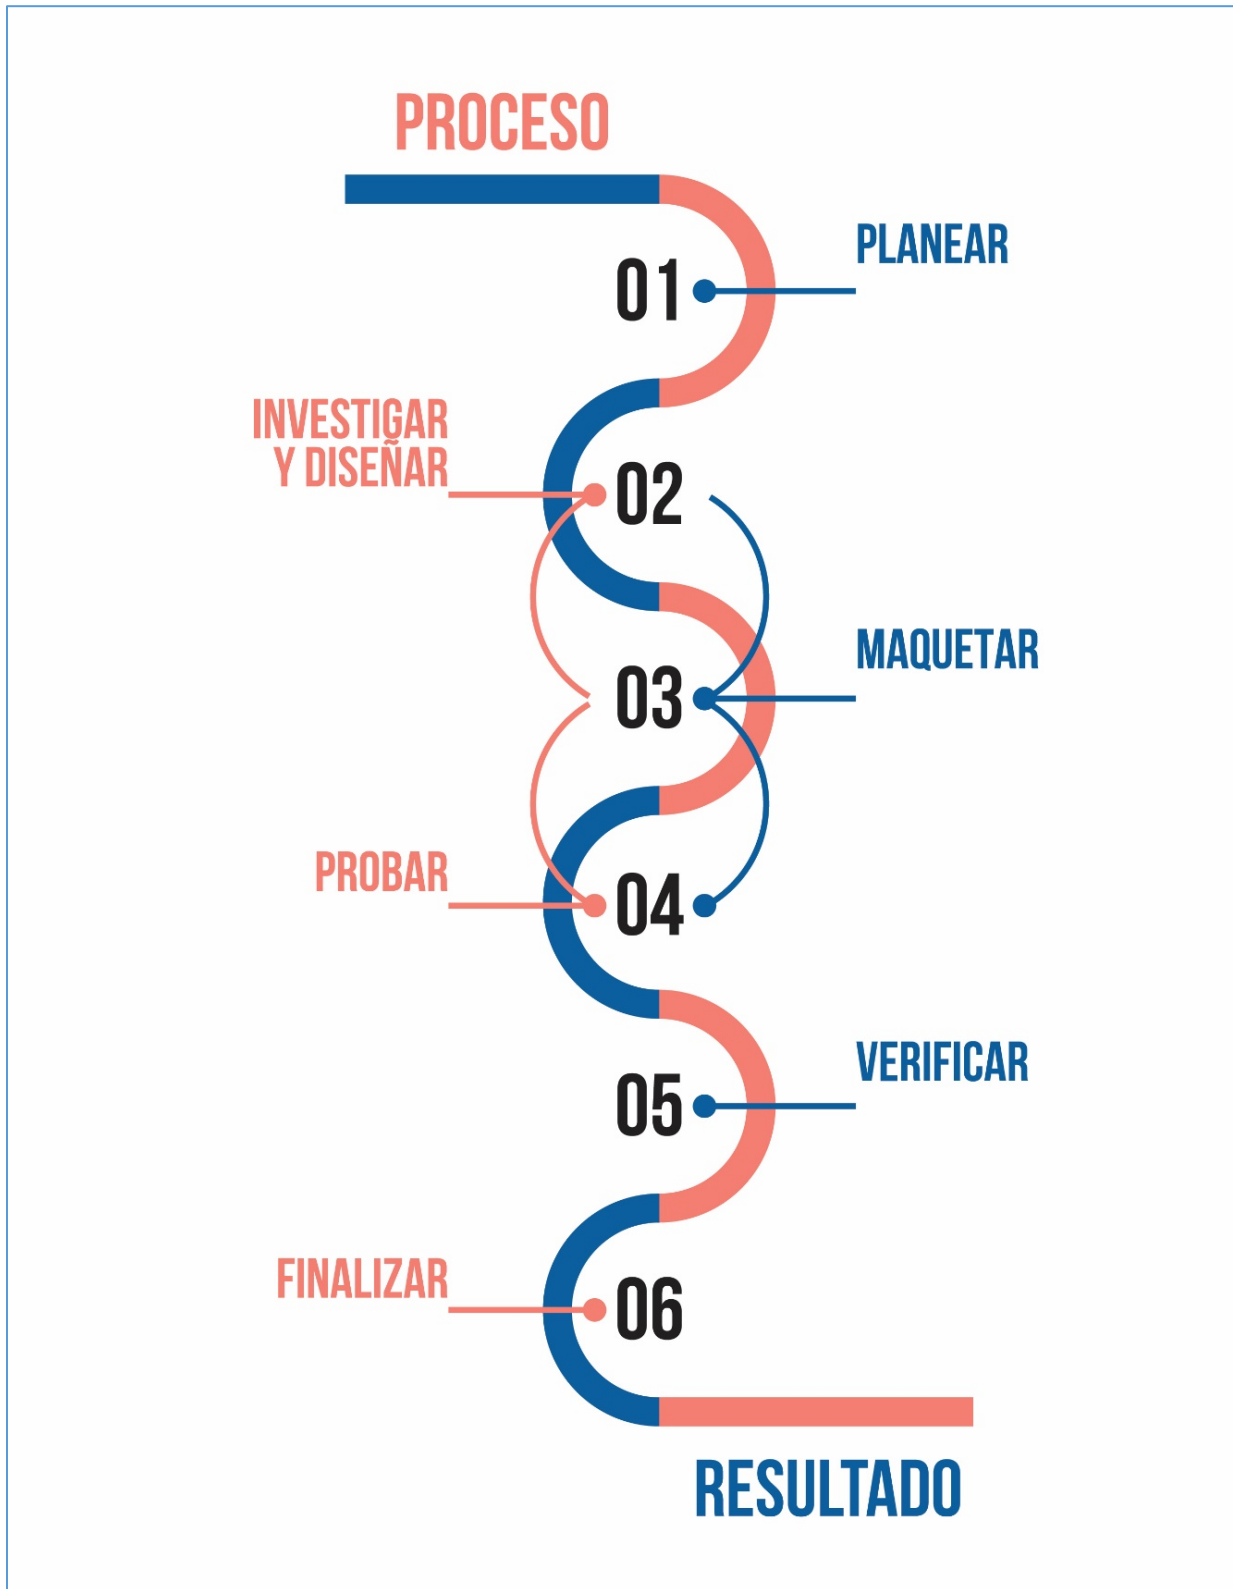 PROCESO
PLANEAR
01
INVESTIGAR
Y DISEÑAR
02
MAQUETAR
03
PROBAR
04
VERIFICAR
05
FINALIZAR
06
RESULTADO